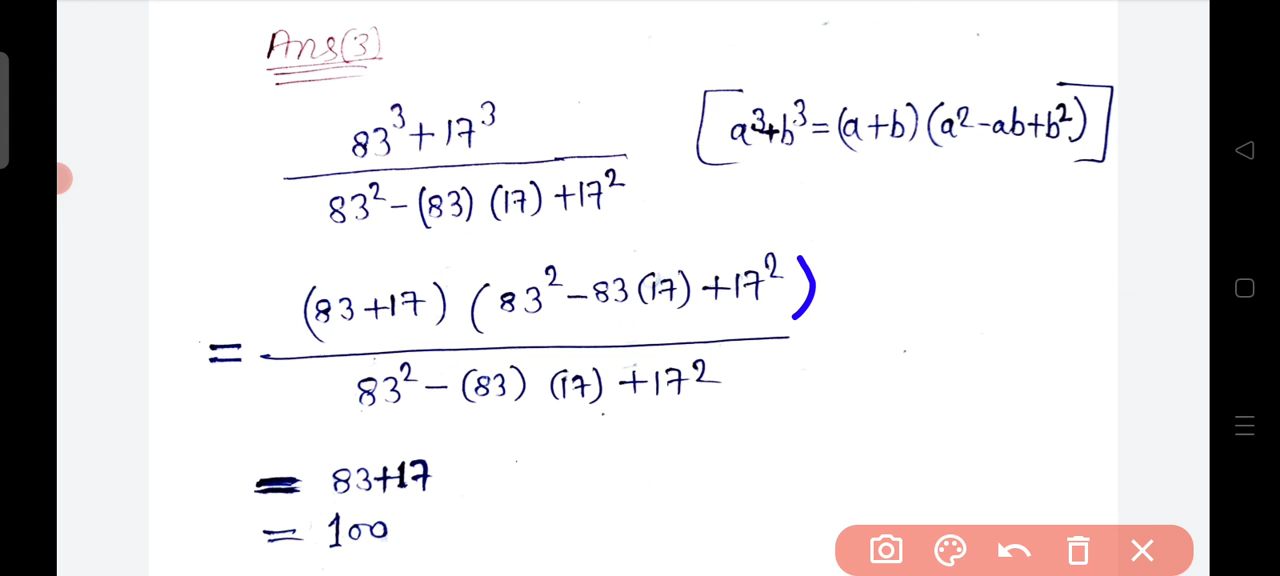 Ans(3)
83³+17³
83²-(83) (17) +17²
[a³+b³=(a+b) (a²-ab+b²)]
(83+17) (83²-83(17) +17²)
=
83²-(83) (17) +17²
= 83+17
= 100